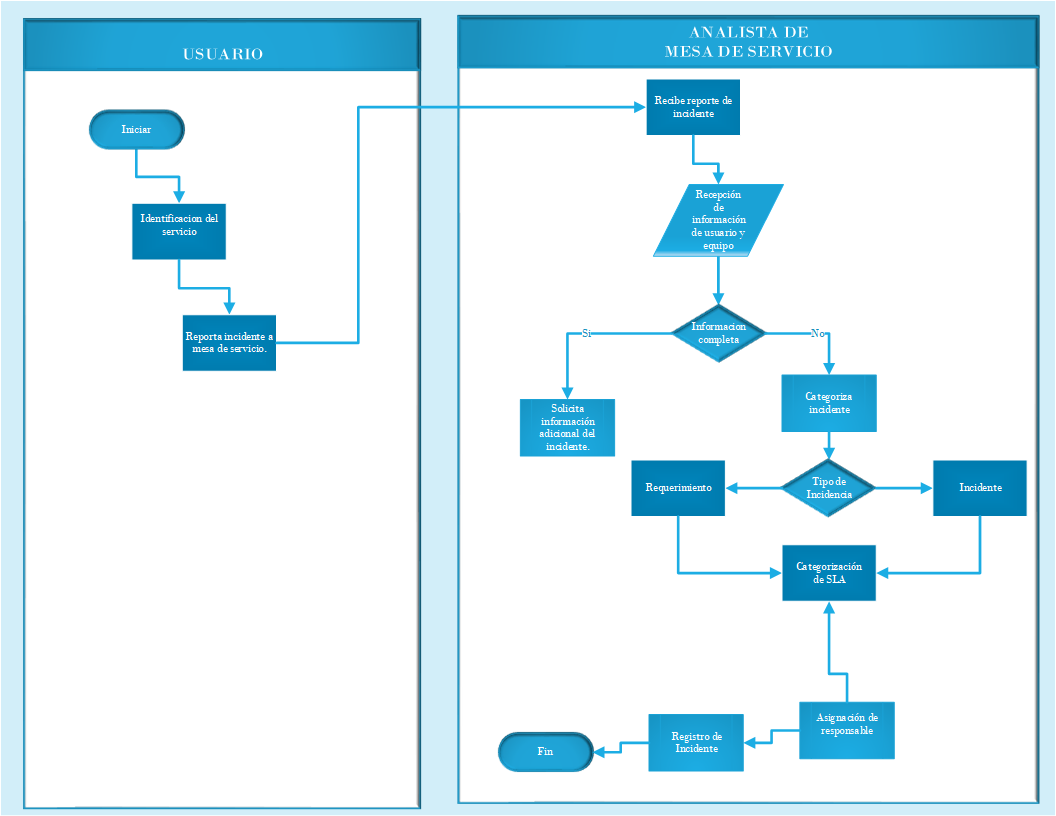 USUARIO
Iniciar
Identificacion del
servicio
Reporta incidente a
mesa de servicio.
ANALISTA DE
MESA DE SERVICIO
Recibe reporte de
incidente
Recepción
de
información
de usuario y
equipo
Informacion
completa
Si
No
Solicita
información
adicional del
incidente.
Categoriza
incidente
Tipo de
Incidencia
Requerimiento
Incidente
Categorización
de SLA
Asignación de
responsable
Registro de
Incidente
Fin